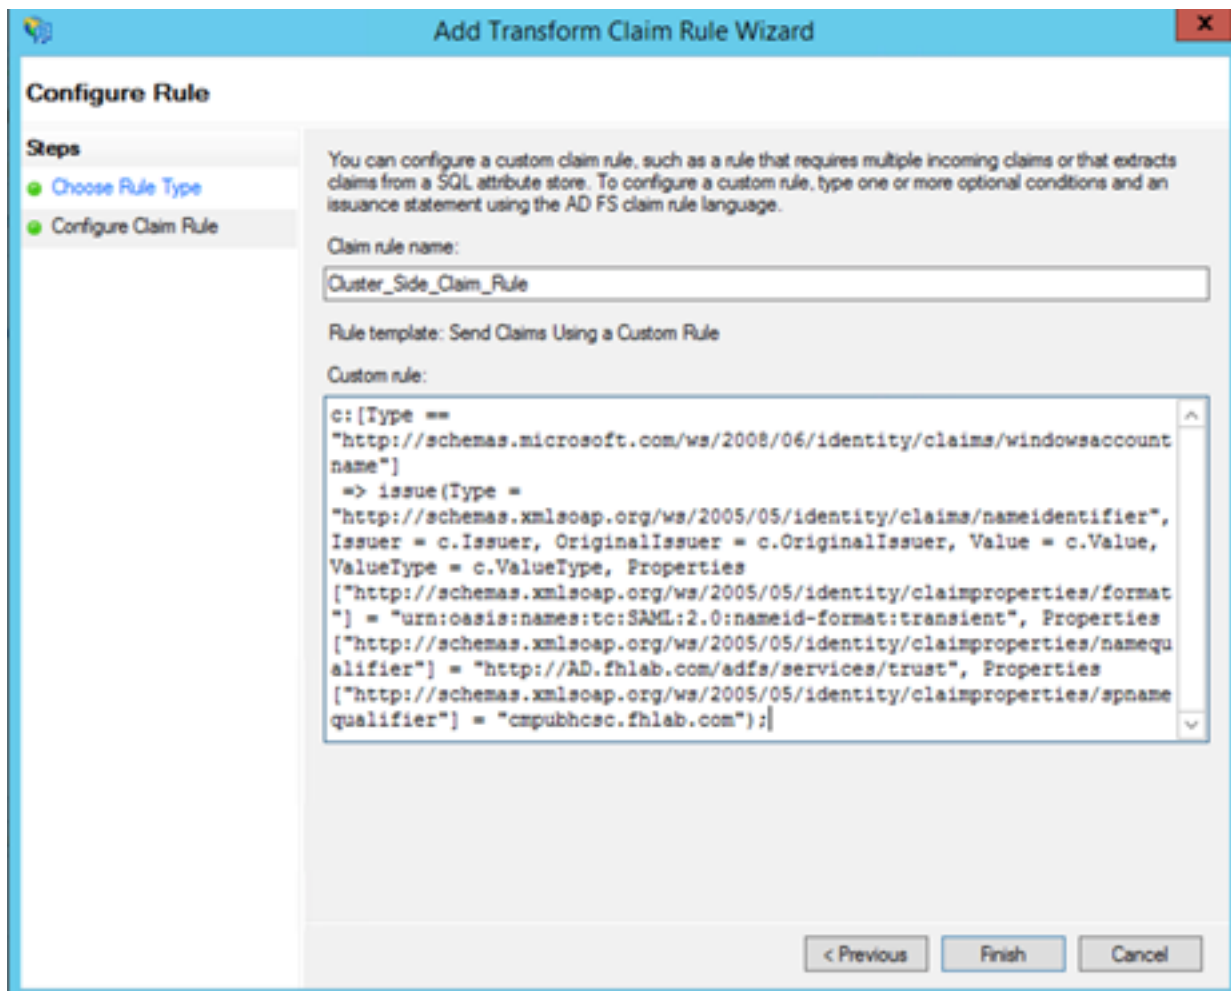 Add Transform Claim Rule Wizard
x
Configure Rule
Steps
Choose Rule Type
Configure Claim Rule
You can configure a custom claim rule, such as a rule that requires multiple incoming claims or that extracts
claims from a SQL attribute store. To configure a custom rule, type one or more optional conditions and an
issuance statement using the AD FS claim rule language.
Claim rule name:
Cluster_Side_Claim_Rule
Rule template: Send Claims Using a Custom Rule
Custom rule:
c:[Type ==
"http://schemas.microsoft.com/ws/2008/06/identity/claims/windowsaccount
name"]
=> issue(Type =
"http://schemas.xmlsoap.org/ws/2005/05/identity/claims/nameidentifier",
Issuer = c.Issuer, OriginalIssuer = c.OriginalIssuer, Value = c.Value,
ValueType = c.ValueType, Properties
["http://schemas.xmlsoap.org/ws/2005/05/identity/claimproperties/format
"] = "urn:oasis:names:tc:SAML:2.0:nameid-format:transient", Properties
["http://schemas.xmlsoap.org/ws/2005/05/identity/claimproperties/namequ
alifier"] = "http://AD.fhlab.com/adfs/services/trust", Properties
["http://schemas.xmlsoap.org/ws/2005/05/identity/claimproperties/spname
qualifier"] = "cmpubhcsc.fhlab.com");
< Previous
Finish
Cancel